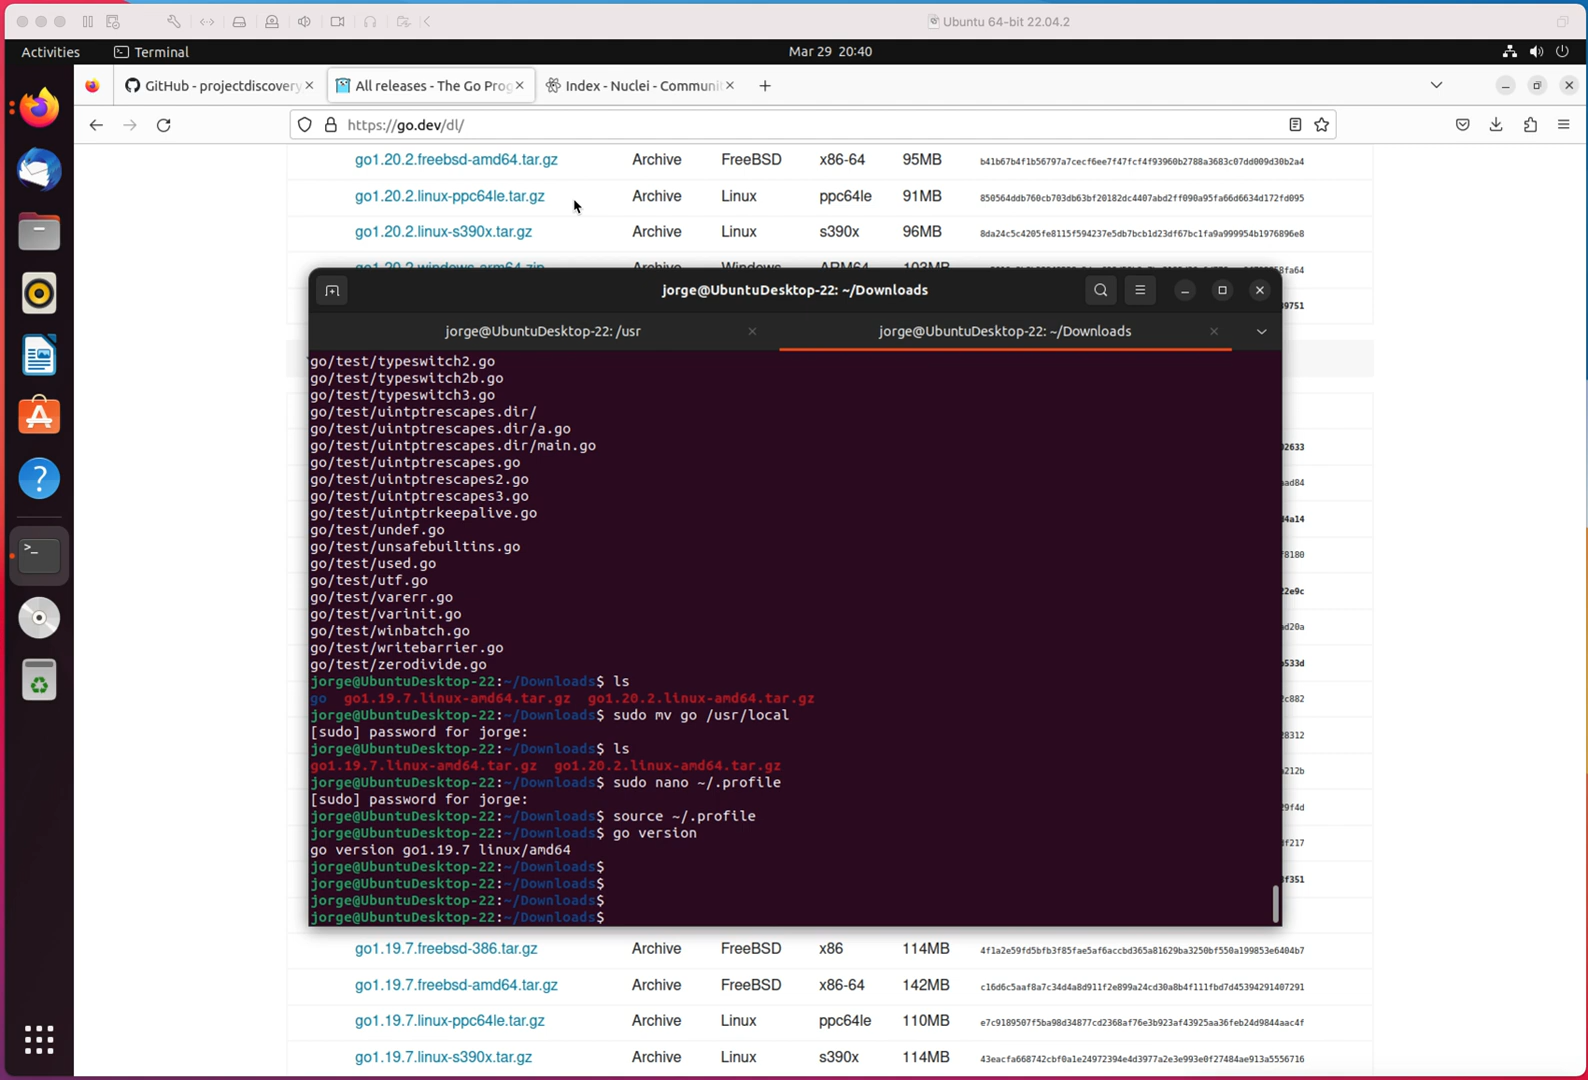 Ubuntu 64-bit 22.04.2
Activities
Terminal
Mar 29 20:40
GitHub - projectdiscovery
All releases - The Go Prog
Index - Nuclei - Communit
https://go.dev/dl/
go1.20.2.freebsd-amd64.tar.gz Archive FreeBSD x86-64 95MB b41b67b4f1b56797a7cecf6ee7f47fcf4f93960b2788a3683c07dd009d30b2a4
go1.20.2.linux-ppc64le.tar.gz Archive Linux ppc64le 91MB 850564ddb760cb703db63bf20182dc4407abd2ff090a95fa66d6634d172fd095
go1.20.2.linux-s390x.tar.gz Archive Linux s390x 96MB 8da24c5c4205fe8115f594237e5db7bcb1d23df67bc1fa9a999954b1976896e8
jorge@UbuntuDesktop-22: ~/Downloads
jorge@UbuntuDesktop-22: /usr
jorge@UbuntuDesktop-22: ~/Downloads
go/test/typeswitch2.go
go/test/typeswitch2b.go
go/test/typeswitch3.go
go/test/uintptrescapes.dir/
go/test/uintptrescapes.dir/a.go
go/test/uintptrescapes.dir/main.go
go/test/uintptrescapes.go
go/test/uintptrescapes2.go
go/test/uintptrescapes3.go
go/test/uintptrkeepalive.go
go/test/undef.go
go/test/unsafebuiltins.go
go/test/used.go
go/test/utf.go
go/test/varerr.go
go/test/varinit.go
go/test/winbatch.go
go/test/writebarrier.go
go/test/zerodivide.go
jorge@UbuntuDesktop-22:~/Downloads$ ls
go go1.19.7.linux-amd64.tar.gz go1.20.2.linux-amd64.tar.gz
jorge@UbuntuDesktop-22:~/Downloads$ sudo mv go /usr/local
[sudo] password for jorge:
jorge@UbuntuDesktop-22:~/Downloads$ ls
go1.19.7.linux-amd64.tar.gz go1.20.2.linux-amd64.tar.gz
jorge@UbuntuDesktop-22:~/Downloads$ sudo nano ~/.profile
[sudo] password for jorge:
jorge@UbuntuDesktop-22:~/Downloads$ source ~/.profile
jorge@UbuntuDesktop-22:~/Downloads$ go version
go version go1.19.7 linux/amd64
jorge@UbuntuDesktop-22:~/Downloads$
jorge@UbuntuDesktop-22:~/Downloads$
jorge@UbuntuDesktop-22:~/Downloads$
jorge@UbuntuDesktop-22:~/Downloads$
go1.19.7.freebsd-386.tar.gz Archive FreeBSD x86 114MB 4f1a2e59fd5bfb3f85fae5af6accbd365a81629ba3250bf550a199853e6404b7
go1.19.7.freebsd-amd64.tar.gz Archive FreeBSD x86-64 142MB c16d6c5aaf8a7c34d4a8d911f2e899a24cd30a8b4f111fbd7d45394291407291
go1.19.7.linux-ppc64le.tar.gz Archive Linux ppc64le 110MB e7c9189507f5ba98d34877cd2368af76e3b923af43925aa36feb24d9844aac4f
go1.19.7.linux-s390x.tar.gz Archive Linux s390x 114MB 43eacfa668742cbf0a1e24972394e4d3977a2e3e993e0f27484ae913a5556716